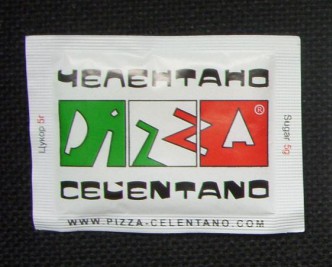 ЧЕЛЕНТАНО
PIZZA®
CELENTANO
WWW.PIZZA-CELENTANO.COM
Цукор 5г
Sugar 5g